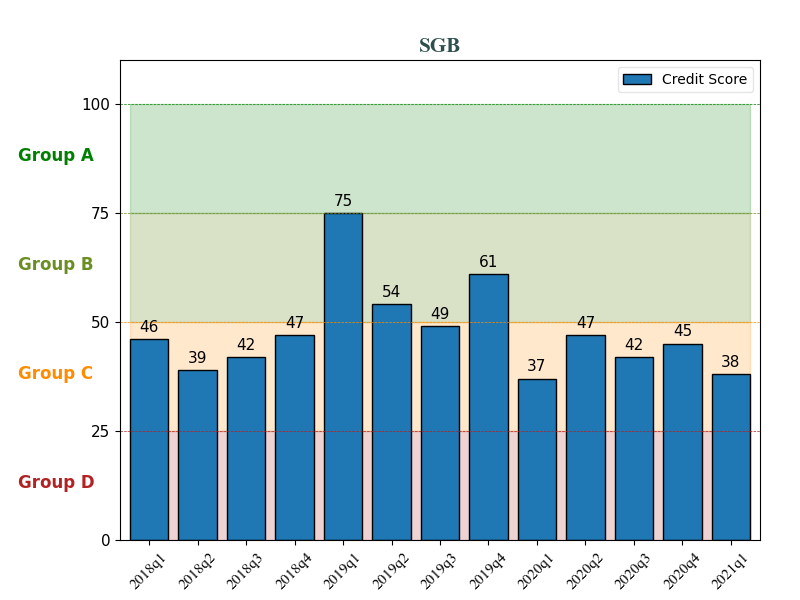 SGB
Credit Score
100
Group A
75
75
Group B
61
54
50
49
47
47
46
45
42
42
39
38
37
Group C
25
Group D
0
2018q1
2018q2
2018q3
2018q4
2019q1
2019q2
2019q3
2019q4
2020q1
2020q2
2020q3
2020q4
2021q1